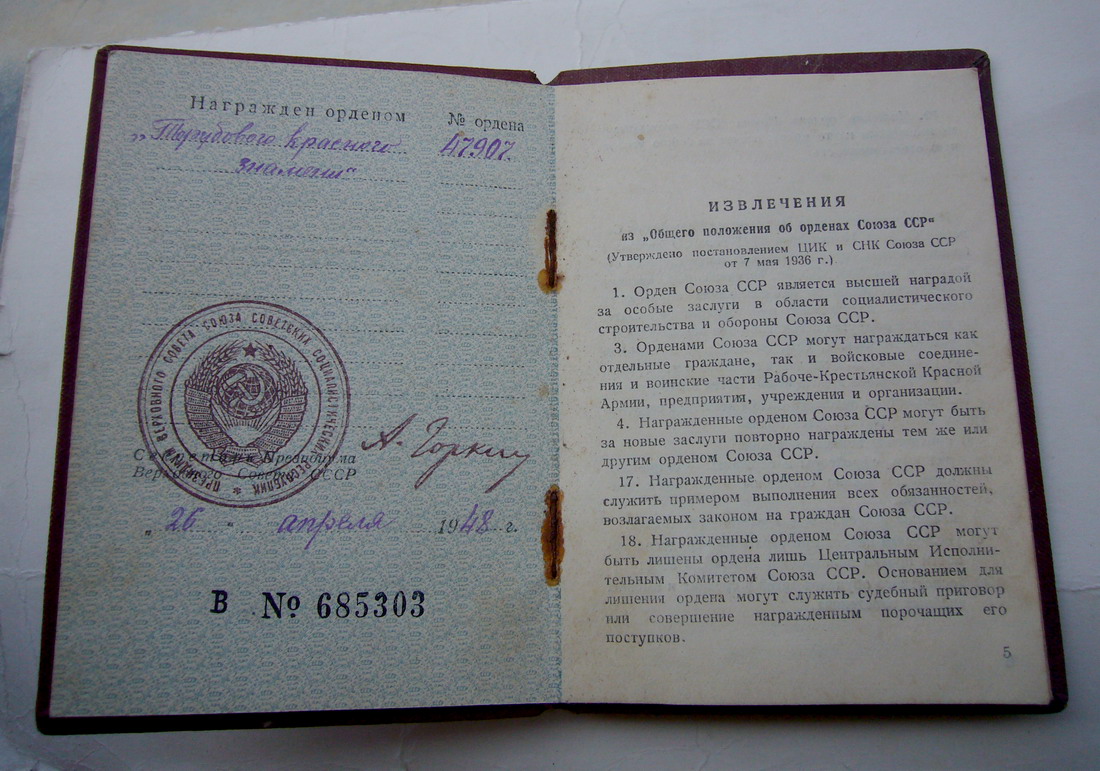 Награжден орденом
№ ордена
„Трудового красного
знамени“
47907.
ПРЕЗИДИУМ ВЕРХОВНОГО СОВЕТА СОЮЗА СОВЕТСКИХ СОЦИАЛИСТИЧЕСКИХ РЕСПУБЛИК *
Секретарь Президиума
Верховного Совета СССР
А. Горкин
„26“ апреля 1948 г.
В № 685303
ИЗВЛЕЧЕНИЯ
из „Общего положения об орденах Союза ССР“
(Утверждено постановлением ЦИК и СНК Союза ССР
от 7 мая 1936 г.)
1. Орден Союза ССР является высшей наградой
за особые заслуги в области социалистического
строительства и обороны Союза ССР.
3. Орденами Союза ССР могут награждаться как
отдельные граждане, так и войсковые соедине-
ния и воинские части Рабоче-Крестьянской Красной
Армии, предприятия, учреждения и организации.
4. Награжденные орденом Союза ССР могут быть
за новые заслуги повторно награждены тем же или
другим орденом Союза ССР.
17. Награжденные орденом Союза ССР должны
служить примером выполнения всех обязанностей,
возлагаемых законом на граждан Союза ССР.
18. Награжденные орденом Союза ССР могут
быть лишены ордена лишь Центральным Исполни-
тельным Комитетом Союза ССР. Основанием для
лишения ордена могут служить судебный приговор
или совершение награжденным порочащих его
поступков.
5